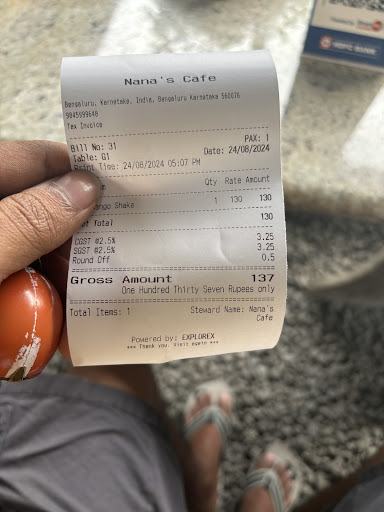 HDFC BANK
Nana's Cafe
Bengaluru, Karnataka, India, Bengaluru Karnataka 560076
Tax Invoice
Bill No: 31 PAX: 1
Table: G1 Date: 24/08/2024
Print Time: 24/08/2024 05:07 PM
Qty Rate Amount
Shake 1 130 130
Total 130
CGST @2.5% 3.25
SGST @2.5% 3.25
Round Off 0.5
Gross Amount 137
One Hundred Thirty Seven Rupees only
Total Items: 1 Steward Name: Nana's
Cafe
Powered by: EXPLOREX
*** Thank you. Visit again ***